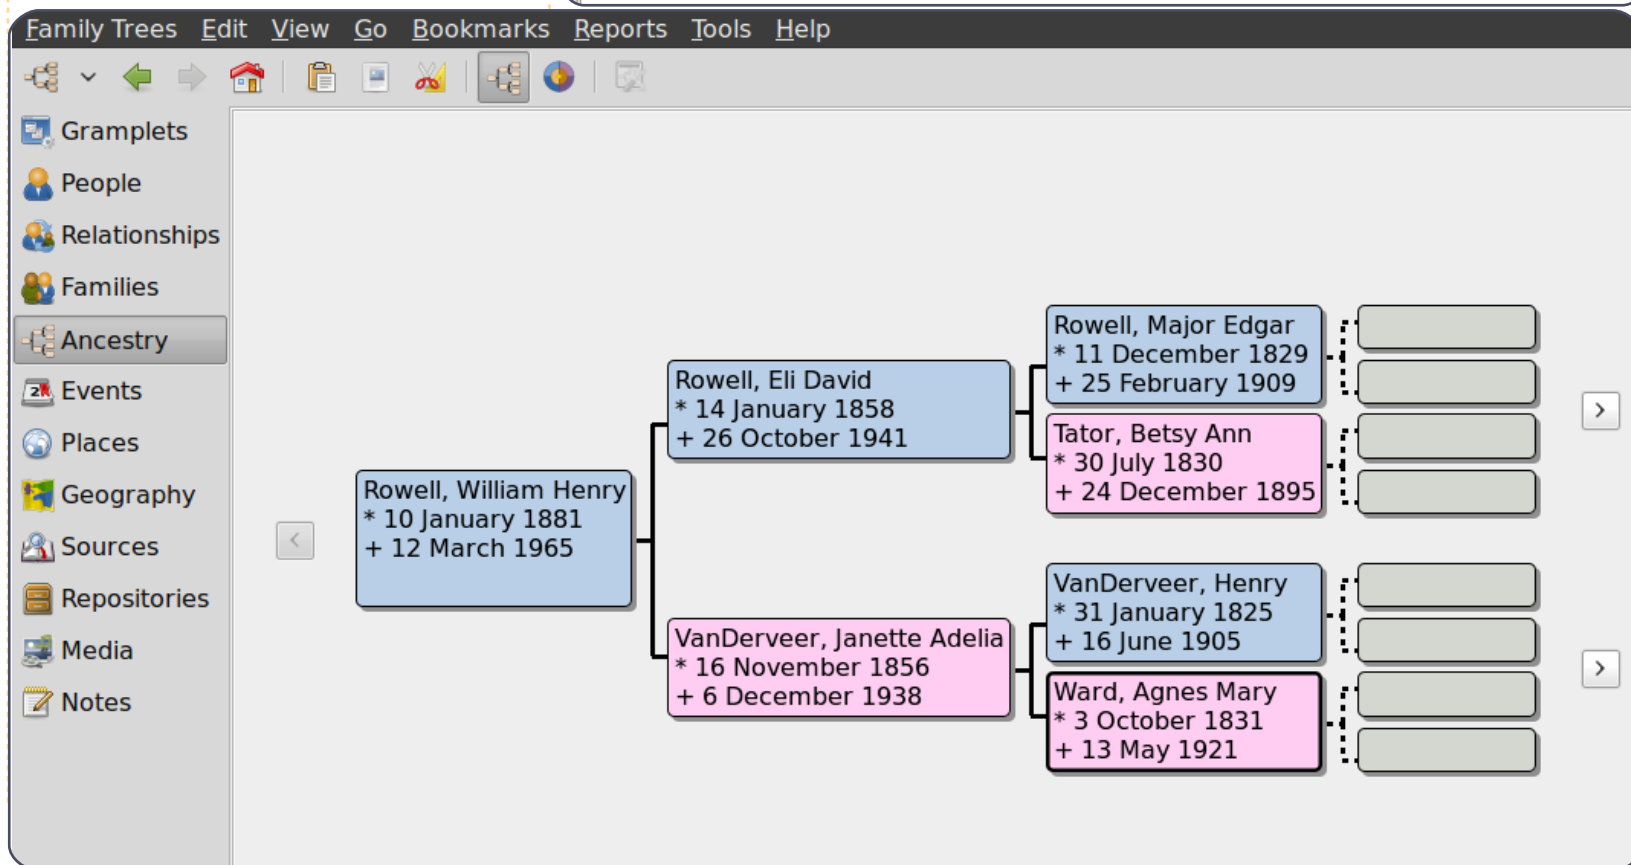 Family Trees Edit View Go Bookmarks Reports Tools Help
Gramplets
People
Relationships
Families
Ancestry
Events
Places
Geography
Sources
Repositories
Media
Notes
Rowell, William Henry
* 10 January 1881
+ 12 March 1965
Rowell, Eli David
* 14 January 1858
+ 26 October 1941
VanDerveer, Janette Adelia
* 16 November 1856
+ 6 December 1938
Rowell, Major Edgar
* 11 December 1829
+ 25 February 1909
Tator, Betsy Ann
* 30 July 1830
+ 24 December 1895
VanDerveer, Henry
* 31 January 1825
+ 16 June 1905
Ward, Agnes Mary
* 3 October 1831
+ 13 May 1921